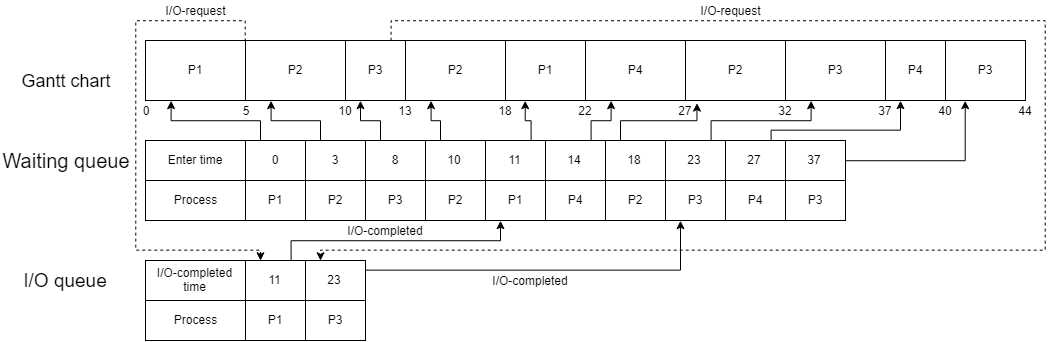 I/O-request I/O-request
Gantt chart P1 P2 P3 P2 P1 P4 P2 P3 P4 P3
0 5 10 13 18 22 27 32 37 40 44
Waiting queue Enter time 0 3 8 10 11 14 18 23 27 37
Process P1 P2 P3 P2 P1 P4 P2 P3 P4 P3
I/O-completed
I/O queue I/O-completed time 11 23 I/O-completed
Process P1 P3